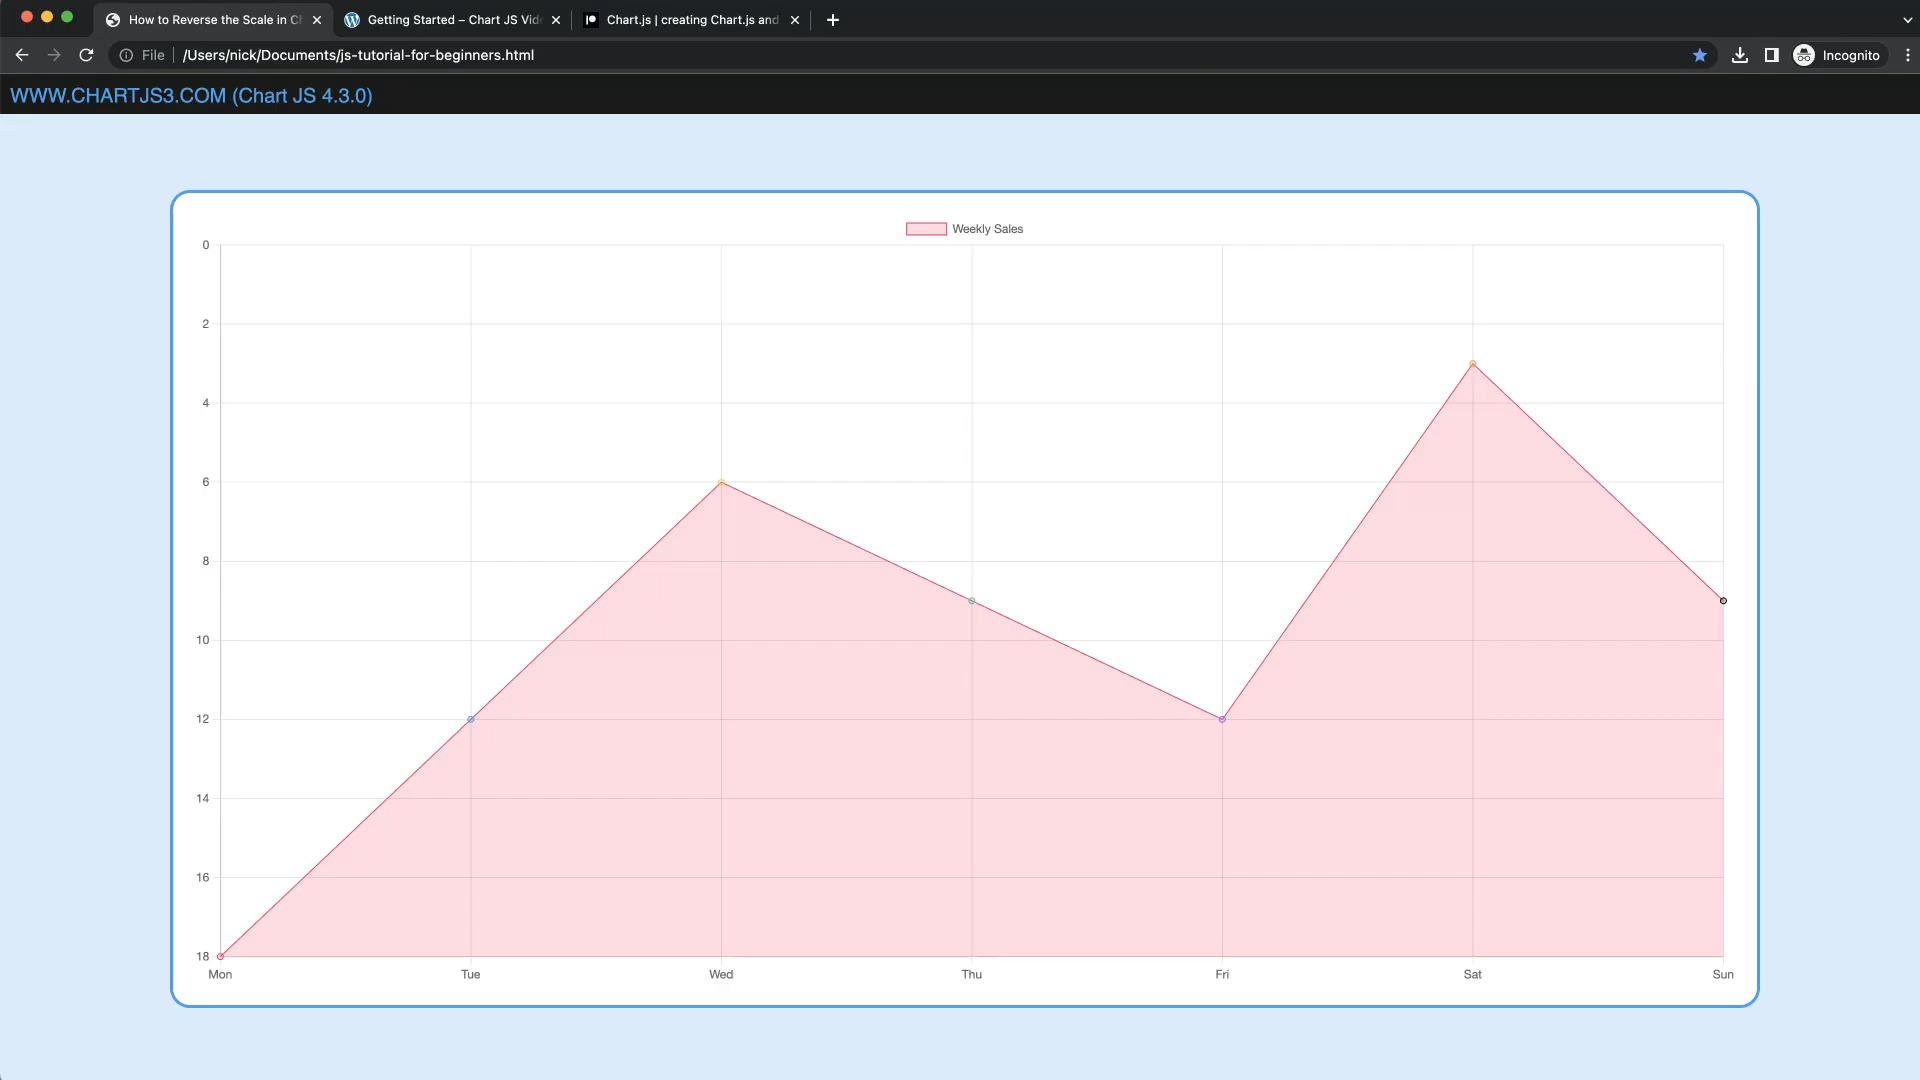 How to Reverse the Scale in Ch
Getting Started – Chart JS Vid
Chart.js | creating Chart.js and
File
/Users/nick/Documents/js-tutorial-for-beginners.html
Incognito
WWW.CHARTJS3.COM (Chart JS 4.3.0)
Weekly Sales
0
2
4
6
8
10
12
14
16
18
Mon Tue Wed Thu Fri Sat Sun